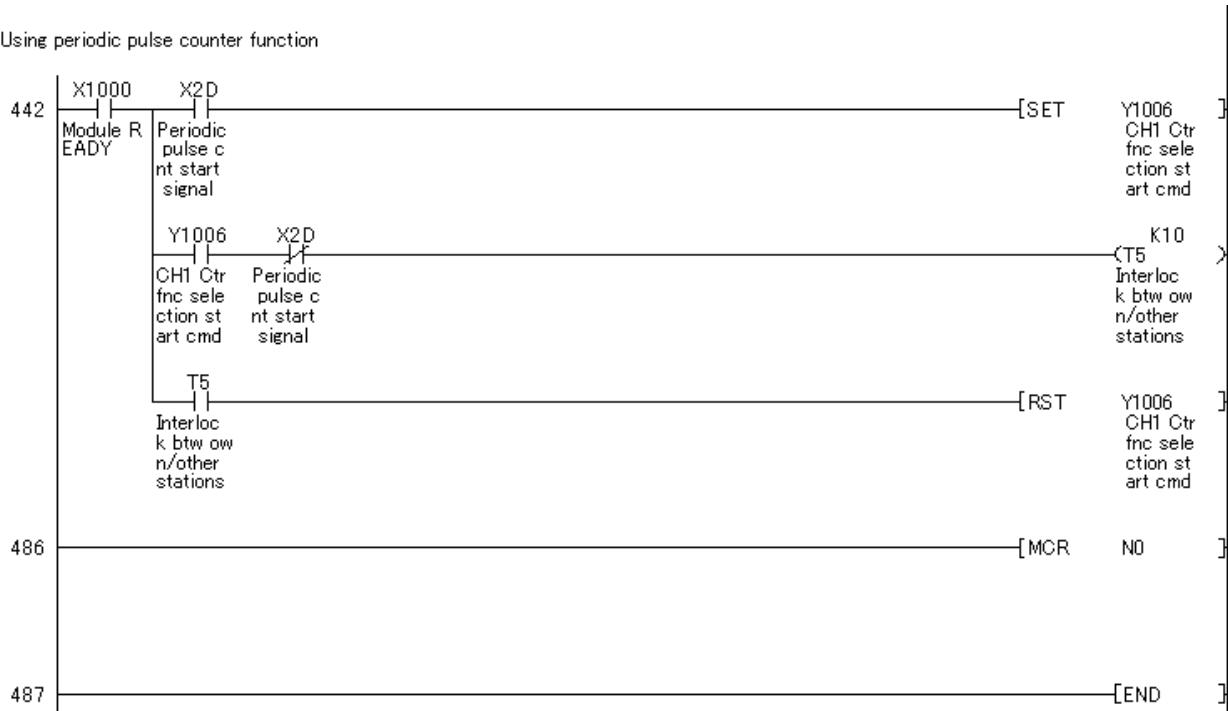 Using periodic pulse counter function
X1000 X2D
442 [SET Y1006 ]
Module R Periodic CH1 Ctr
EADY pulse c fnc sele
nt start ction st
signal art cmd
Y1006 X2D K10
(T5 )
CH1 Ctr Periodic Interloc
fnc sele pulse c k btw ow
ction st nt start n/other
art cmd signal stations
T5
[RST Y1006 ]
Interloc CH1 Ctr
k btw ow fnc sele
n/other ction st
stations art cmd
486 [MCR N0 ]
487 [END ]